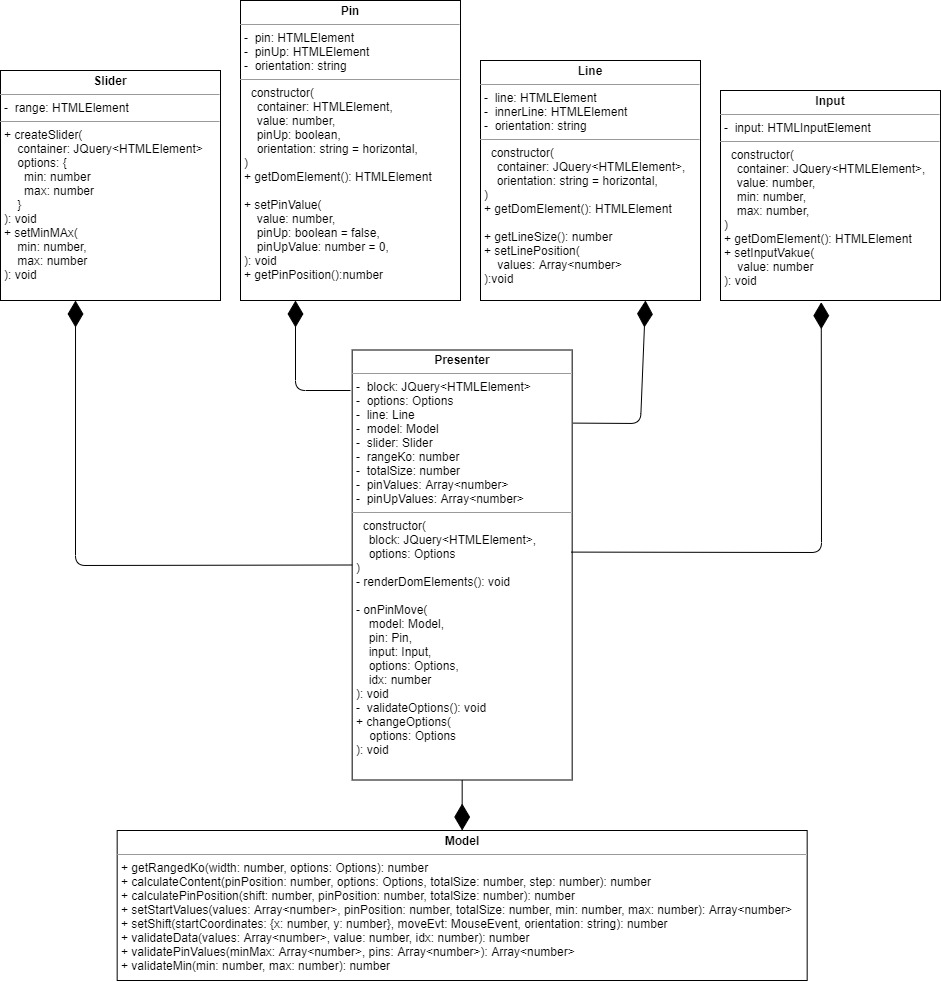 Slider
- range: HTMLElement
+ createSlider(
container: JQuery<HTMLElement>
options: {
min: number
max: number
}
): void
+ setMinMAx(
min: number,
max: number
): void
Pin
- pin: HTMLElement
- pinUp: HTMLElement
- orientation: string
constructor(
container: HTMLElement,
value: number,
pinUp: boolean,
orientation: string = horizontal,
)
+ getDomElement(): HTMLElement
+ setPinValue(
value: number,
pinUp: boolean = false,
pinUpValue: number = 0,
): void
+ getPinPosition():number
Line
- line: HTMLElement
- innerLine: HTMLElement
- orientation: string
constructor(
container: JQuery<HTMLElement>,
orientation: string = horizontal,
)
+ getDomElement(): HTMLElement
+ getLineSize(): number
+ setLinePosition(
values: Array<number>
):void
Input
- input: HTMLInputElement
constructor(
container: JQuery<HTMLElement>,
value: number,
min: number,
max: number,
)
+ getDomElement(): HTMLElement
+ setInputVakue(
value: number
): void
Presenter
- block: JQuery<HTMLElement>
- options: Options
- line: Line
- model: Model
- slider: Slider
- rangeKo: number
- totalSize: number
- pinValues: Array<number>
- pinUpValues: Array<number>
constructor(
block: JQuery<HTMLElement>,
options: Options
)
- renderDomElements(): void
- onPinMove(
model: Model,
pin: Pin,
input: Input,
options: Options,
idx: number
): void
- validateOptions(): void
+ changeOptions(
options: Options
): void
Model
+ getRangedKo(width: number, options: Options): number
+ calculateContent(pinPosition: number, options: Options, totalSize: number, step: number): number
+ calculatePinPosition(shift: number, pinPosition: number, totalSize: number): number
+ setStartValues(values: Array<number>, pinPosition: number, totalSize: number, min: number, max: number): Array<number>
+ setShift(startCoordinates: {x: number, y: number}, moveEvt: MouseEvent, orientation: string): number
+ validateData(values: Array<number>, value: number, idx: number): number
+ validatePinValues(minMax: Array<number>, pins: Array<number>): Array<number>
+ validateMin(min: number, max: number): number